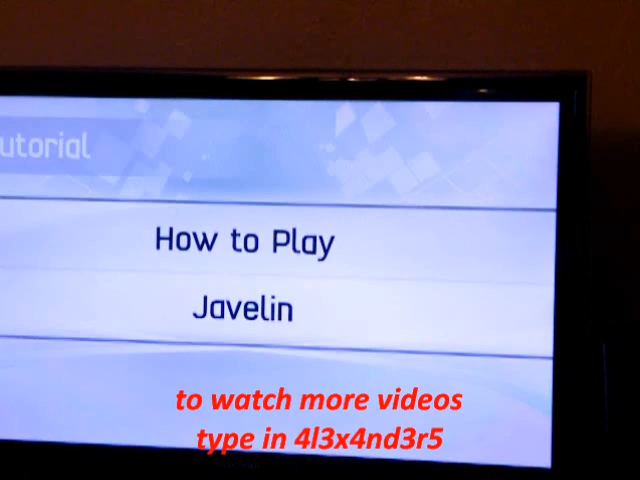 utorial
How to Play
Javelin
to watch more videos
type in 4l3x4nd3r5